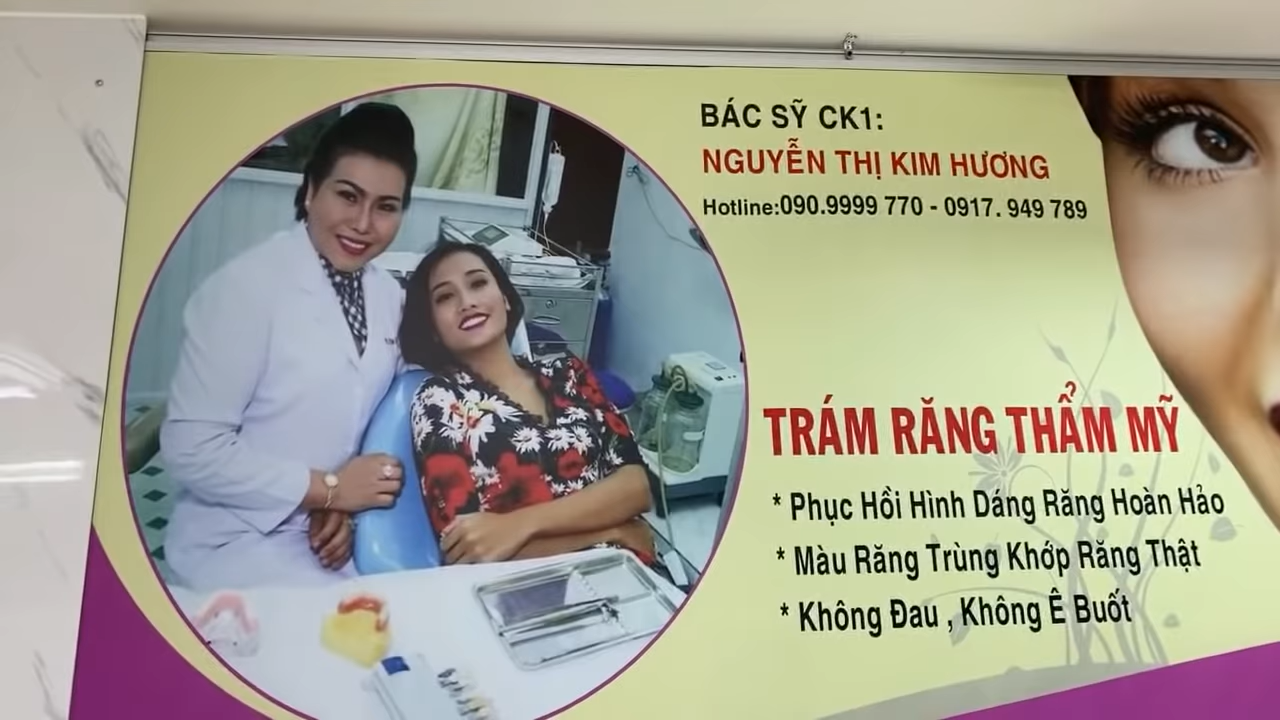 BÁC SỸ CK1:
NGUYỄN THỊ KIM HƯƠNG
Hotline:090.9999 770 - 0917. 949 789
TRÁM RĂNG THẨM MỸ
* Phục Hồi Hình Dáng Răng Hoàn Hảo
* Màu Răng Trùng Khớp Răng Thật
* Không Đau , Không Ê Buốt